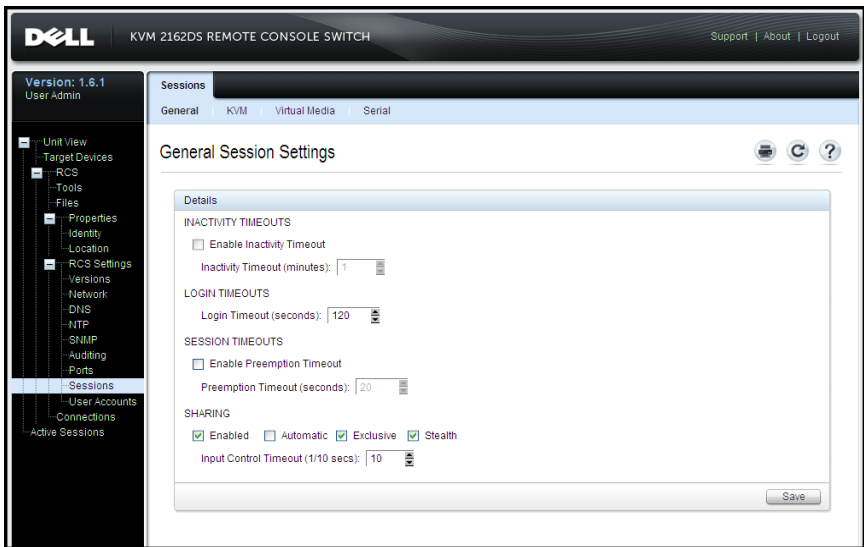 DELL
KVM 2162DS REMOTE CONSOLE SWITCH
Support | About | Logout
Version: 1.6.1
User Admin
Sessions
General
KVM
Virtual Media
Serial
Unit View
Target Devices
RCS
Tools
Files
Properties
Identity
Location
RCS Settings
Versions
Network
DNS
NTP
SNMP
Auditing
Ports
Sessions
User Accounts
Connections
Active Sessions
General Session Settings
?
Details
INACTIVITY TIMEOUTS
Enable Inactivity Timeout
Inactivity Timeout (minutes): 1
LOGIN TIMEOUTS
Login Timeout (seconds): 120
SESSION TIMEOUTS
Enable Preemption Timeout
Preemption Timeout (seconds): 20
SHARING
Enabled Automatic Exclusive Stealth
Input Control Timeout (1/10 secs): 10
Save